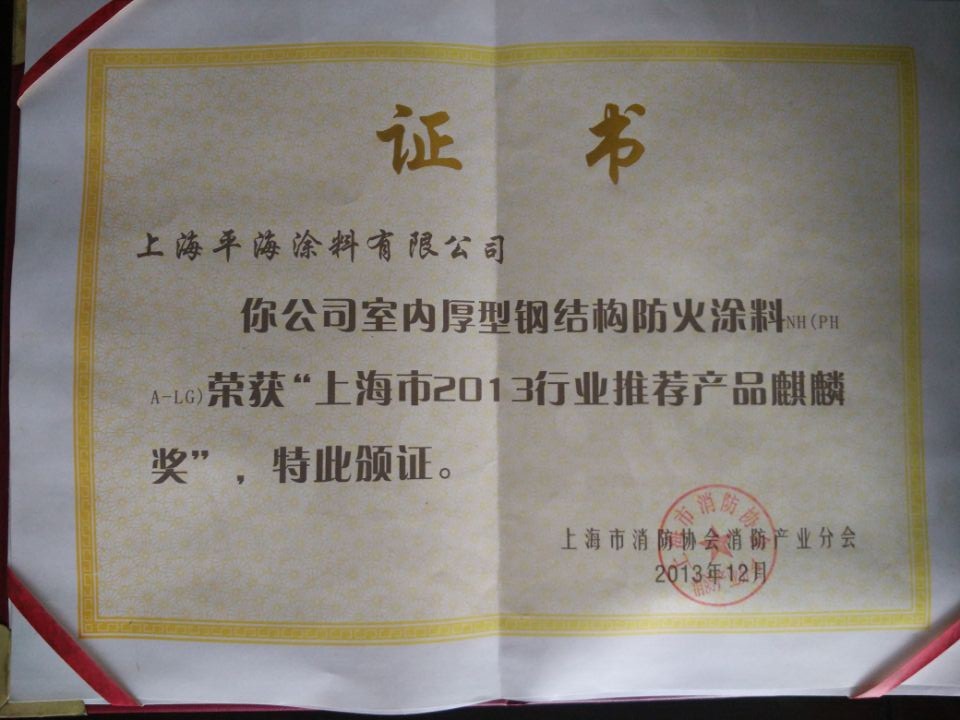 证书
上海平海涂料有限公司
你公司室内厚型钢结构防火涂料NH(PH
A-LG)荣获“上海市2013行业推荐产品麒麟
奖”，特此颁证。
上海市消防协会消防产业分会
2013年12月